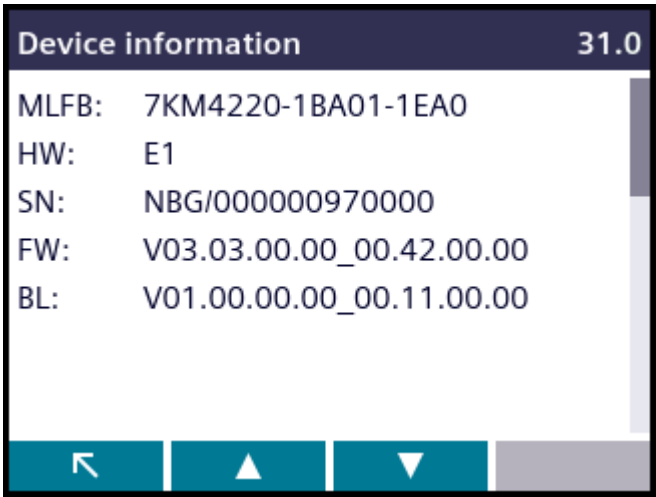 Device information 31.0
MLFB: 7KM4220-1BA01-1EA0
HW: E1
SN: NBG/000000970000
FW: V03.03.00.00_00.42.00.00
BL: V01.00.00.00_00.11.00.00